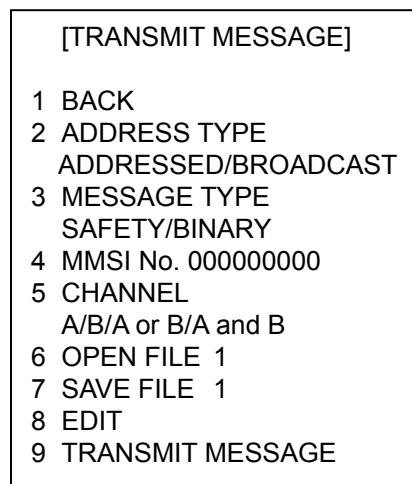 [TRANSMIT MESSAGE]
1 BACK
2 ADDRESS TYPE
ADDRESSED/BROADCAST
3 MESSAGE TYPE
SAFETY/BINARY
4 MMSI No. 000000000
5 CHANNEL
A/B/A or B/A and B
6 OPEN FILE 1
7 SAVE FILE 1
8 EDIT
9 TRANSMIT MESSAGE